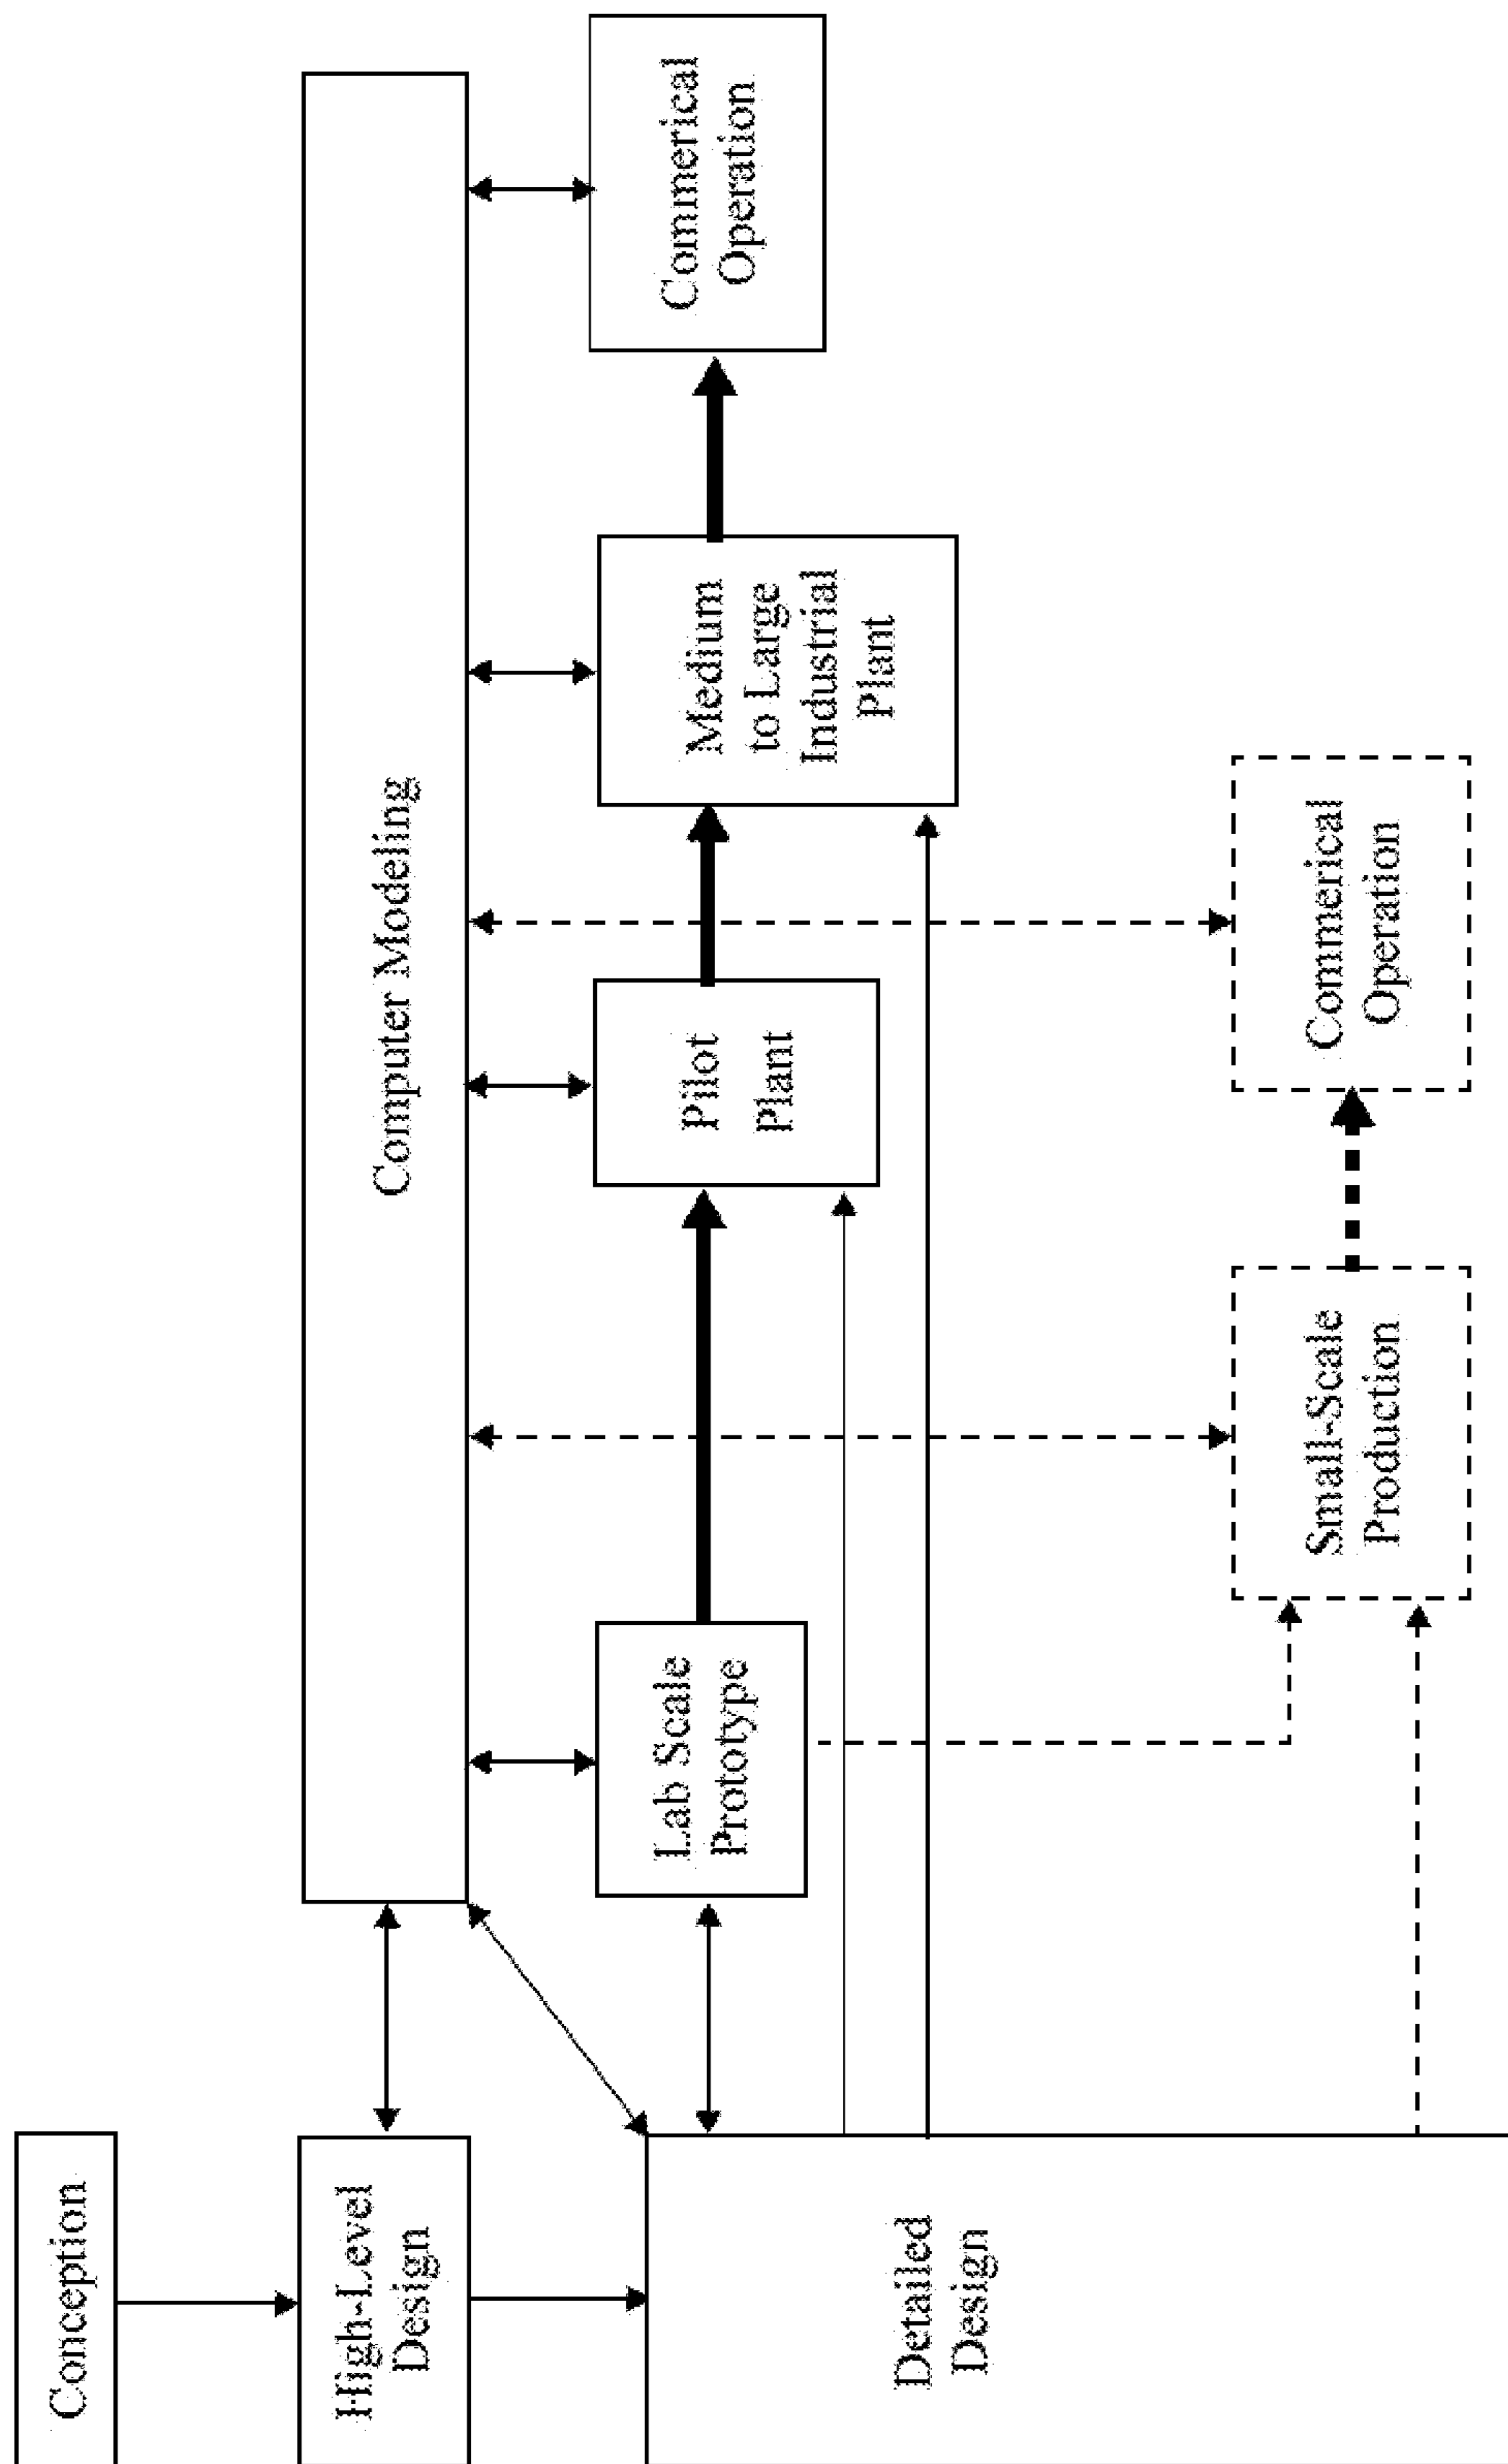 Conception
High-Level
Design
Computer Modeling
Detailed
Design
Lab Scale
Prototype
Pilot
Plant
Medium
to Large
Industrial
Plant
Commerical
Operation
Small-Scale
Production
Commerical
Operation